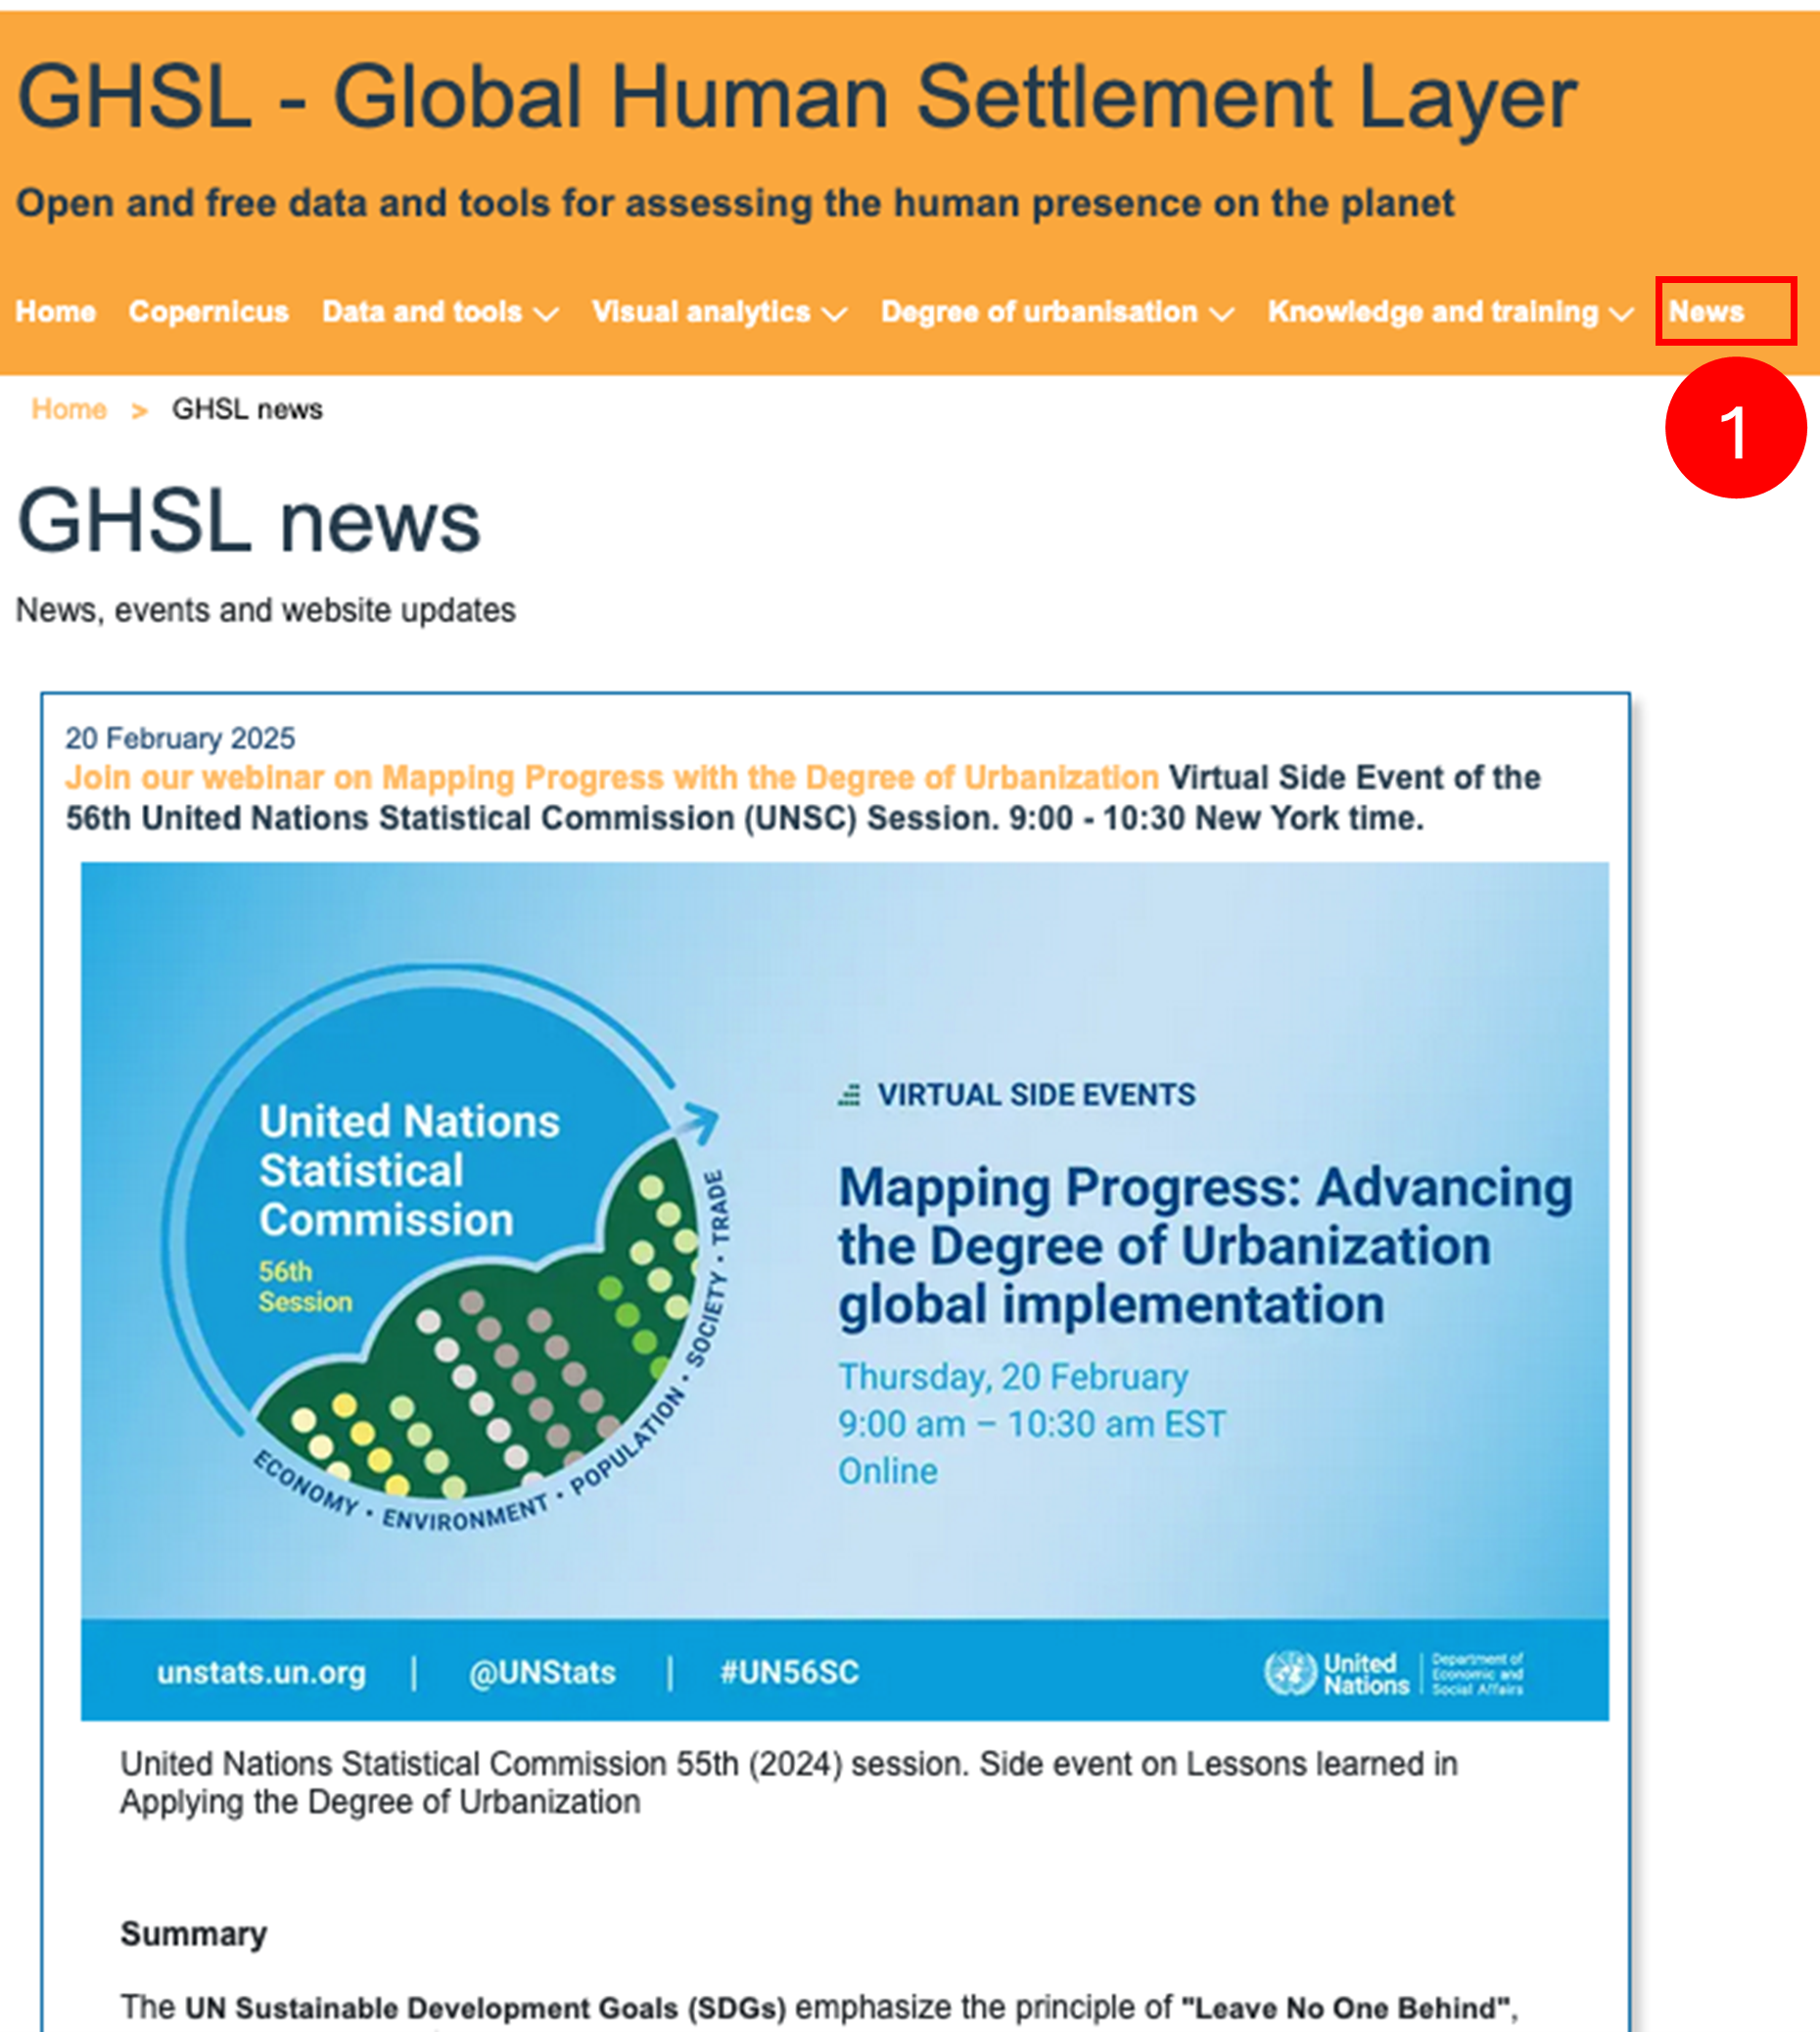 GHSL - Global Human Settlement Layer
Open and free data and tools for assessing the human presence on the planet
Home Copernicus Data and tools Visual analytics Degree of urbanisation Knowledge and training News
1
Home > GHSL news
GHSL news
News, events and website updates
20 February 2025
Join our webinar on Mapping Progress with the Degree of Urbanization Virtual Side Event of the
56th United Nations Statistical Commission (UNSC) Session. 9:00 - 10:30 New York time.
United Nations
Statistical
Commission
56th
Session
ECONOMY • ENVIRONMENT • POPULATION • SOCIETY • TRADE
VIRTUAL SIDE EVENTS
Mapping Progress: Advancing
the Degree of Urbanization
global implementation
Thursday, 20 February
9:00 am – 10:30 am EST
Online
unstats.un.org | @UNStats | #UN56SC
United
Nations
Department of
Economic and
Social Affairs
United Nations Statistical Commission 55th (2024) session. Side event on Lessons learned in
Applying the Degree of Urbanization
Summary
The UN Sustainable Development Goals (SDGs) emphasize the principle of "Leave No One Behind",